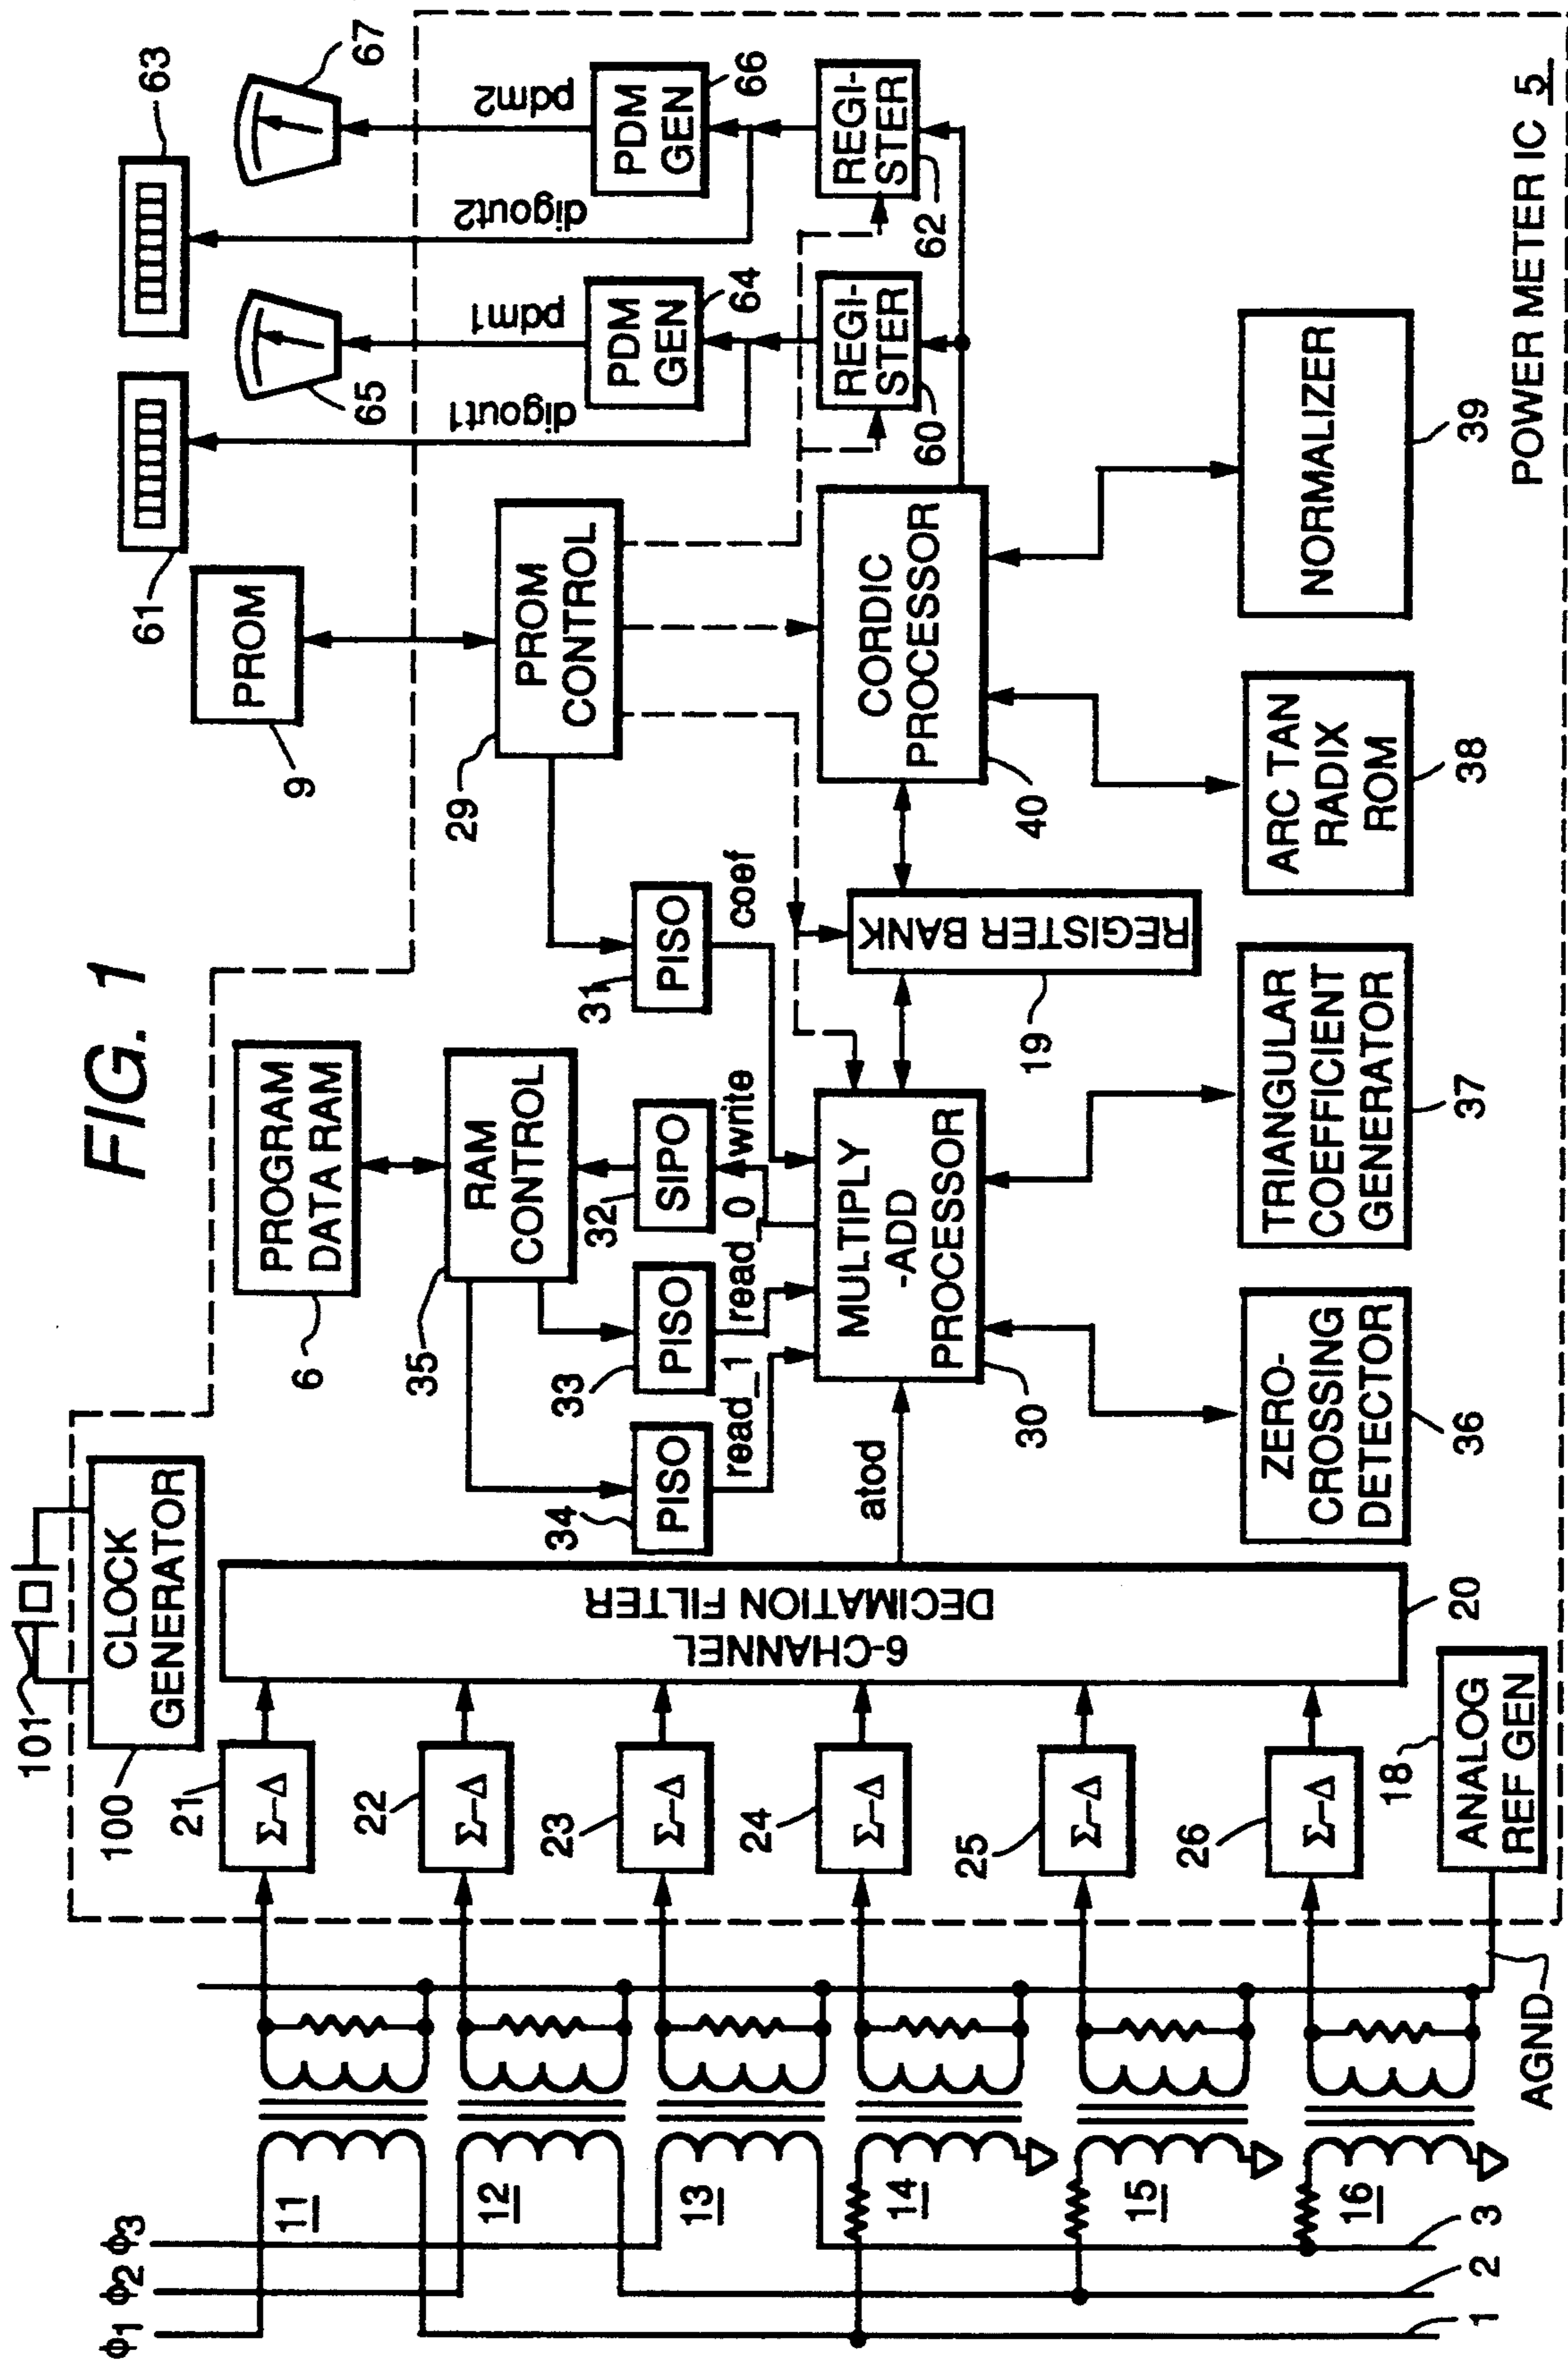 FIG. 1
101
100
CLOCK
GENERATOR
6
PROGRAM
DATA RAM
9
PROM
61
63
65
67
35
RAM
CONTROL
29
PROM
CONTROL
digout1
pdm1
digout2
pdm2
34
PISO
33
PISO
32
SIPO
31
PISO
PDM
GEN
64
PDM
GEN
66
read_1
read_0
write
coef
21
Σ–Δ
22
Σ–Δ
23
Σ–Δ
24
Σ–Δ
25
Σ–Δ
26
Σ–Δ
6-CHANNEL
DECIMATION FILTER
20
atod
MULTIPLY
-ADD
PROCESSOR
30
REGISTER BANK
19
CORDIC
PROCESSOR
40
REGI-
STER
60
REGI-
STER
62
18
ANALOG
REF GEN
ZERO-
CROSSING
DETECTOR
36
TRIANGULAR
COEFFICIENT
GENERATOR
37
ARC TAN
RADIX
ROM
38
NORMALIZER
39
POWER METER IC 5
ϕ1
ϕ2
ϕ3
11
12
13
14
15
16
1
2
3
AGND